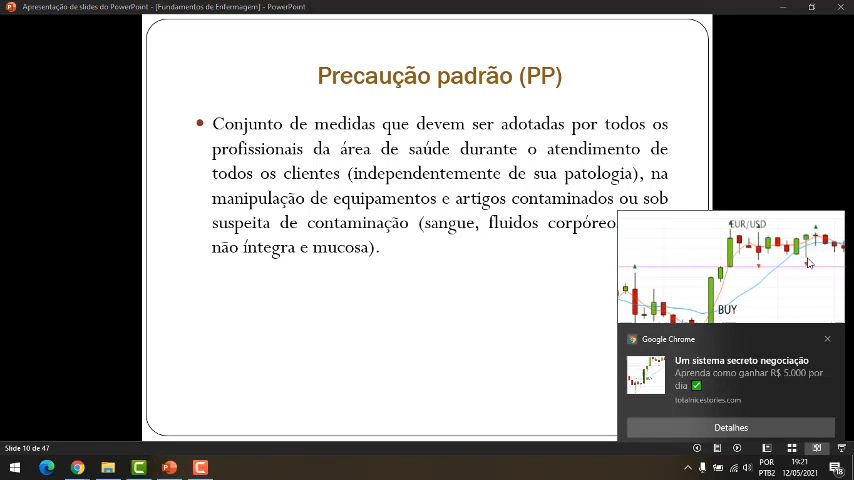 Apresentação de slides do PowerPoint - [Fundamentos de Enfermagem] - PowerPoint
Precaução padrão (PP)
Conjunto de medidas que devem ser adotadas por todos os
profissionais da área de saúde durante o atendimento de
todos os clientes (independentemente de sua patologia), na
manipulação de equipamentos e artigos contaminados ou sob
suspeita de contaminação (sangue, fluidos corpóreo
não íntegra e mucosa).
EUR/USD
BUY
Google Chrome
Um sistema secreto negociação
Aprenda como ganhar R$ 5.000 por
dia
totalnicestories.com
Detalhes
Slide 10 de 47
POR
PTB2
19:21
12/05/2021
18